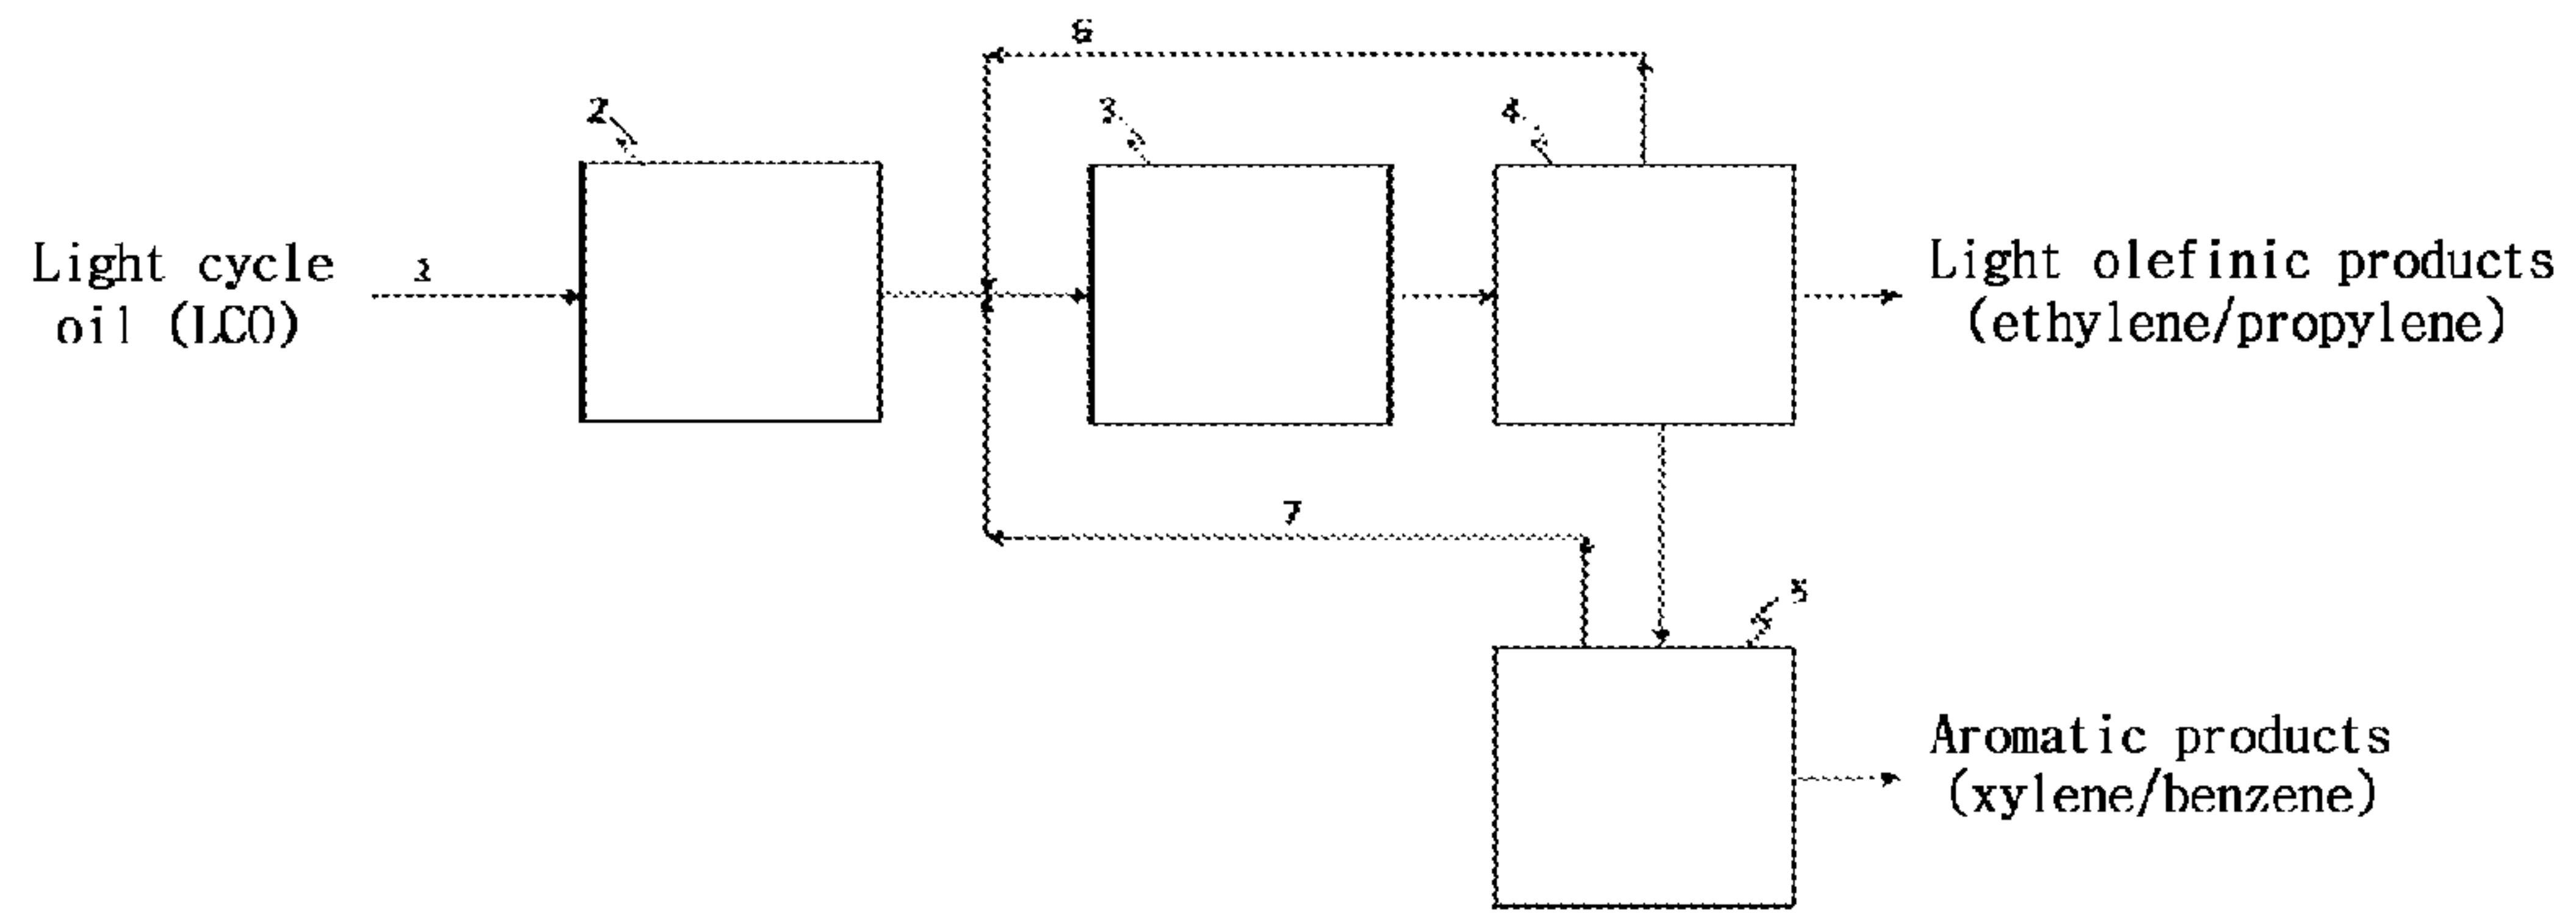 6
2
3
4
Light cycle
oil (LCO)
1
Light olefinic products
(ethylene/propylene)
7
5
Aromatic products
(xylene/benzene)